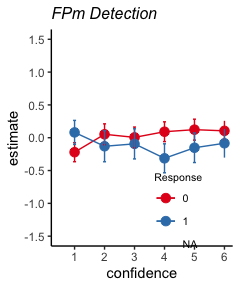 FPm Detection
estimate
1.5
1.0
0.5
0.0
-0.5
-1.0
-1.5
Response
0
1
NA
1 2 3 4 5 6
confidence